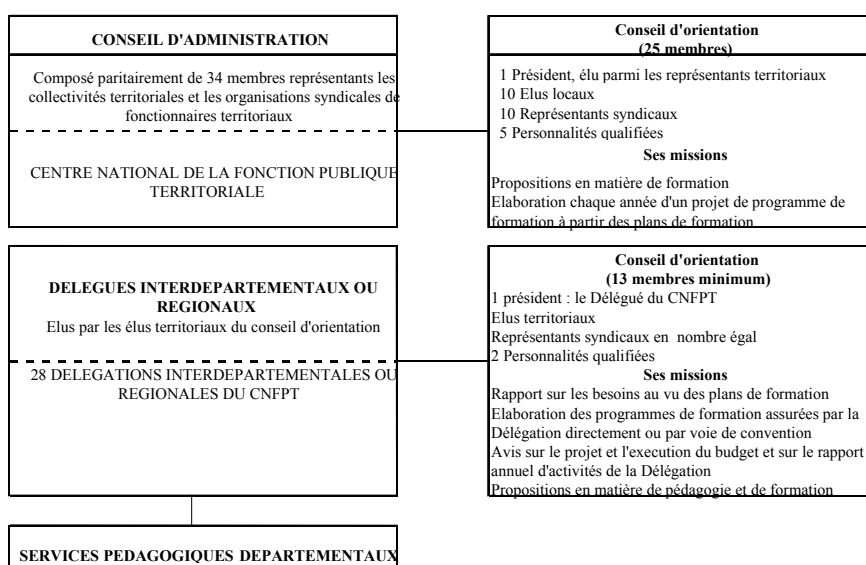 CONSEIL D'ADMINISTRATION
Composé paritairement de 34 membres représentants les
collectivités territoriales et les organisations syndicales de
fonctionnaires territoriaux
CENTRE NATIONAL DE LA FONCTION PUBLIQUE
TERRITORIALE
Conseil d'orientation
(25 membres)
1 Président, élu parmi les représentants territoriaux
10 Elus locaux
10 Représentants syndicaux
5 Personnalités qualifiées
Ses missions
Propositions en matière de formation
Elaboration chaque année d'un projet de programme de
formation à partir des plans de formation
DELEGUES INTERDEPARTEMENTAUX OU
REGIONAUX
Elus par les élus territoriaux du conseil d'orientation
28 DELEGATIONS INTERDEPARTEMENTALES OU
REGIONALES DU CNFPT
Conseil d'orientation
(13 membres minimum)
1 président : le Délégué du CNFPT
Elus territoriaux
Représentants syndicaux en nombre égal
2 Personnalités qualifiées
Ses missions
Rapport sur les besoins au vu des plans de formation
Elaboration des programmes de formation assurées par la
Délégation directement ou par voie de convention
Avis sur le projet et l'execution du budget et sur le rapport
annuel d'activités de la Délégation
Propositions en matière de pédagogie et de formation
SERVICES PEDAGOGIQUES DEPARTEMENTAUX